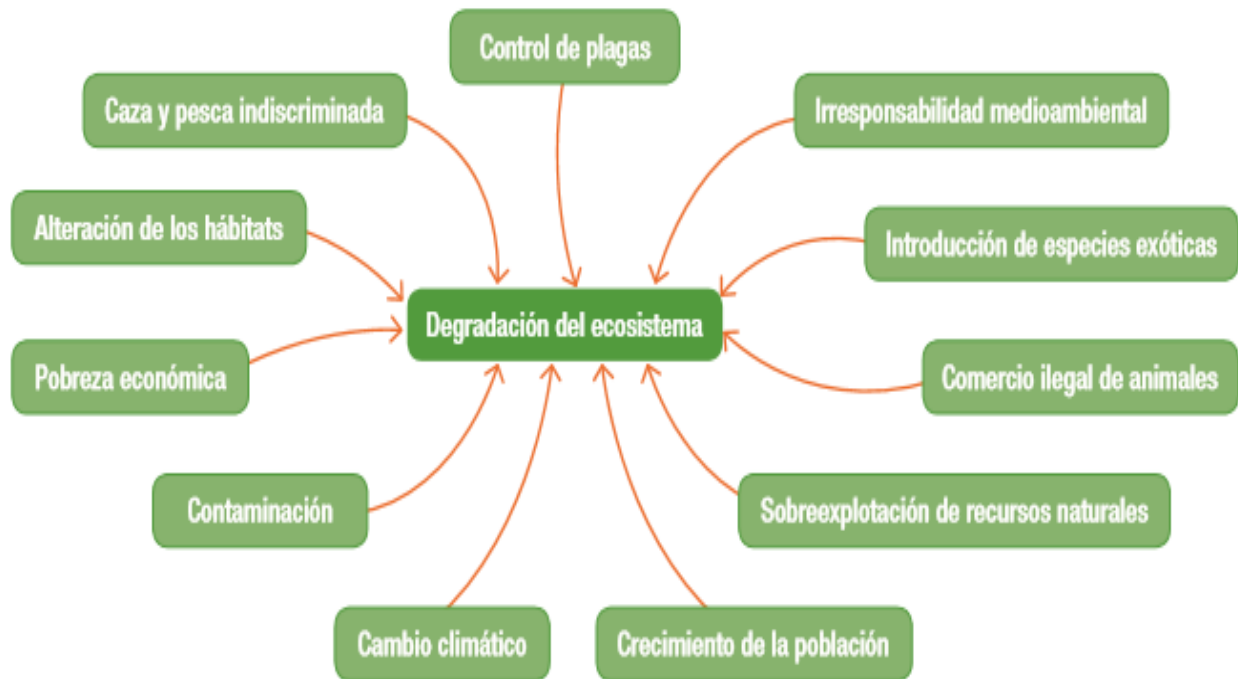 Control de plagas
Caza y pesca indiscriminada
Irresponsabilidad medioambiental
Alteración de los hábitats
Introducción de especies exóticas
Degradación del ecosistema
Pobreza económica
Comercio ilegal de animales
Contaminación
Sobreexplotación de recursos naturales
Cambio climático
Crecimiento de la población